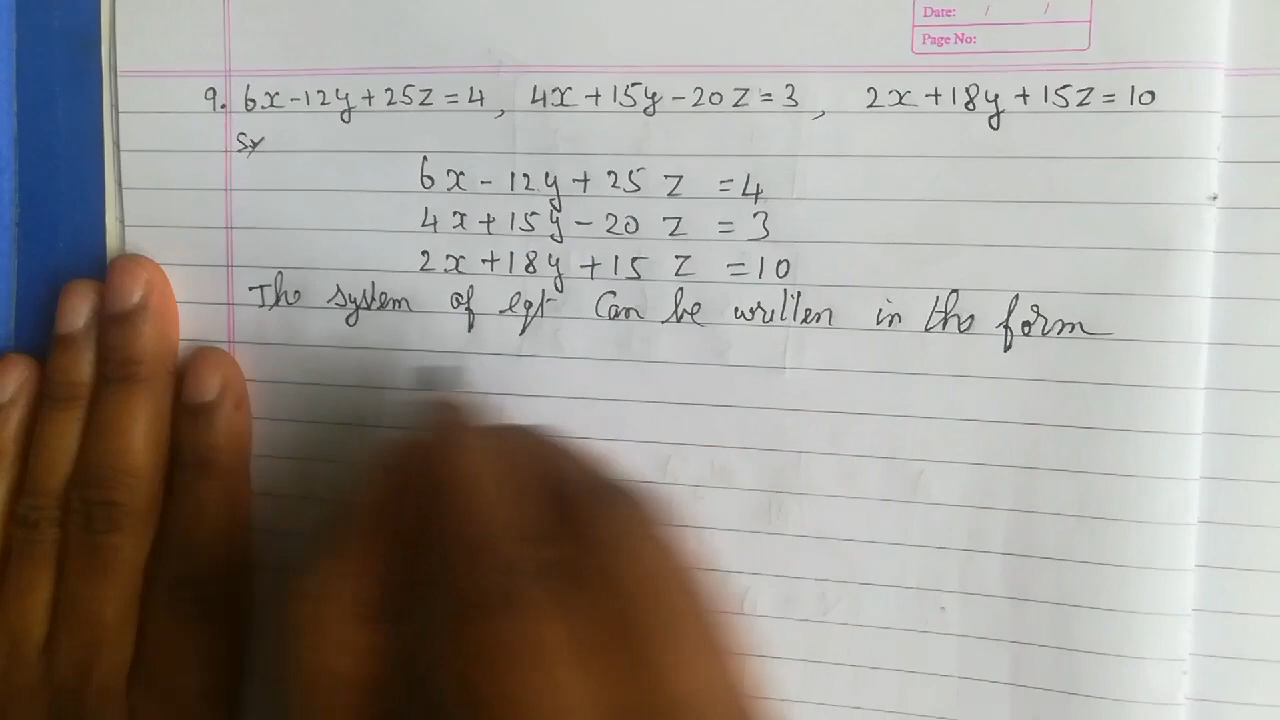 Date: / /
Page No:
9. 6x-12y+25z=4, 4x+15y-20z=3, 2x+18y+15z=10
6x-12y+25 z =4
4x+15y-20 z =3
2x+18y+15 z =10
The system of eqt can be written in the form